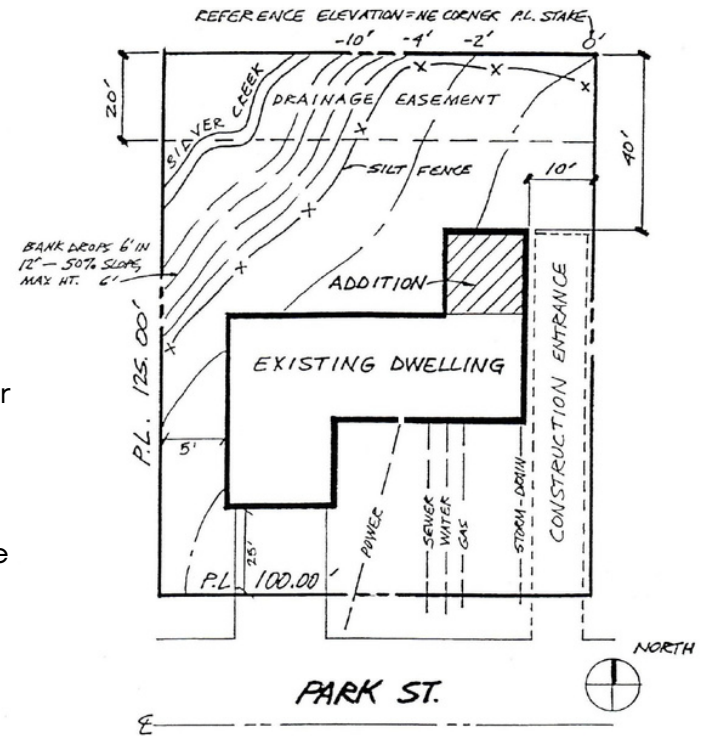 REFERENCE ELEVATION=NE CORNER P.L. STAKE
-10' -4' -2' 0'
20'
SIDVER CREEK
DRAINAGE EASEMENT
40'
10'
SILT FENCE
BANK DROPS 6' IN
12' — 50% SLOPE,
MAX HT. 6'
ADDITION
EXISTING DWELLING
CONSTRUCTION ENTRANCE
P.L. 125.00'
r
5'
e
POWER
SEWER
WATER
GAS
STORM-DRAIN
25'
P.L. 100.00'
NORTH
PARK ST.
℄